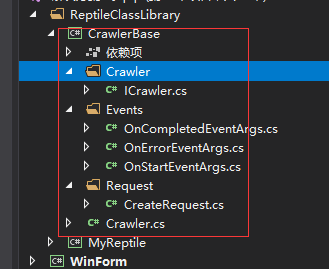 ReptileClassLibrary
CrawlerBase
依赖项
Crawler
ICrawler.cs
Events
OnCompletedEventArgs.cs
OnErrorEventArgs.cs
OnStartEventArgs.cs
Request
CreateRequest.cs
Crawler.cs
MyReptile
WinForm